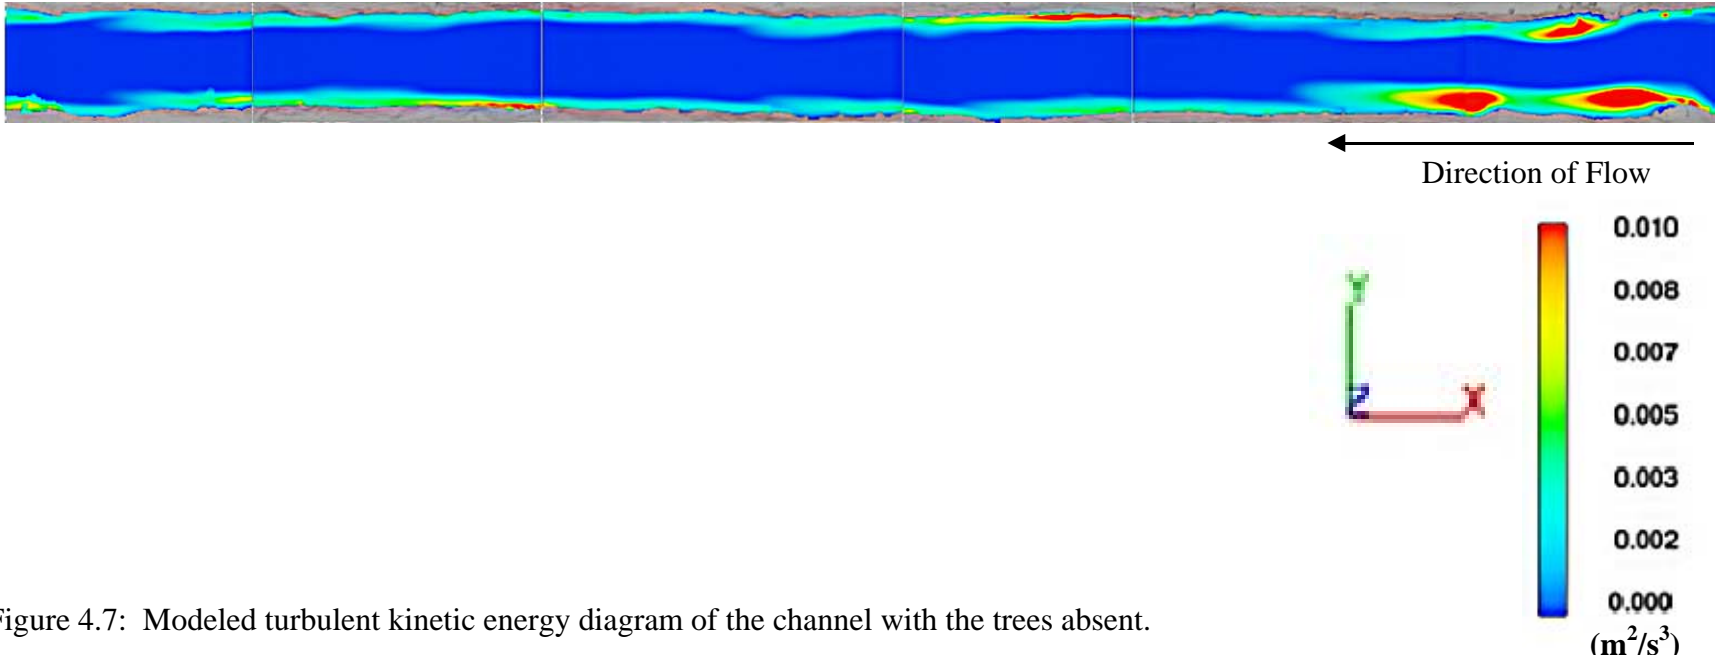 Direction of Flow
0.010
0.008
Y
0.007
Z X
0.005
0.003
0.002
0.000
Figure 4.7: Modeled turbulent kinetic energy diagram of the channel with the trees absent.
(m²/s³)